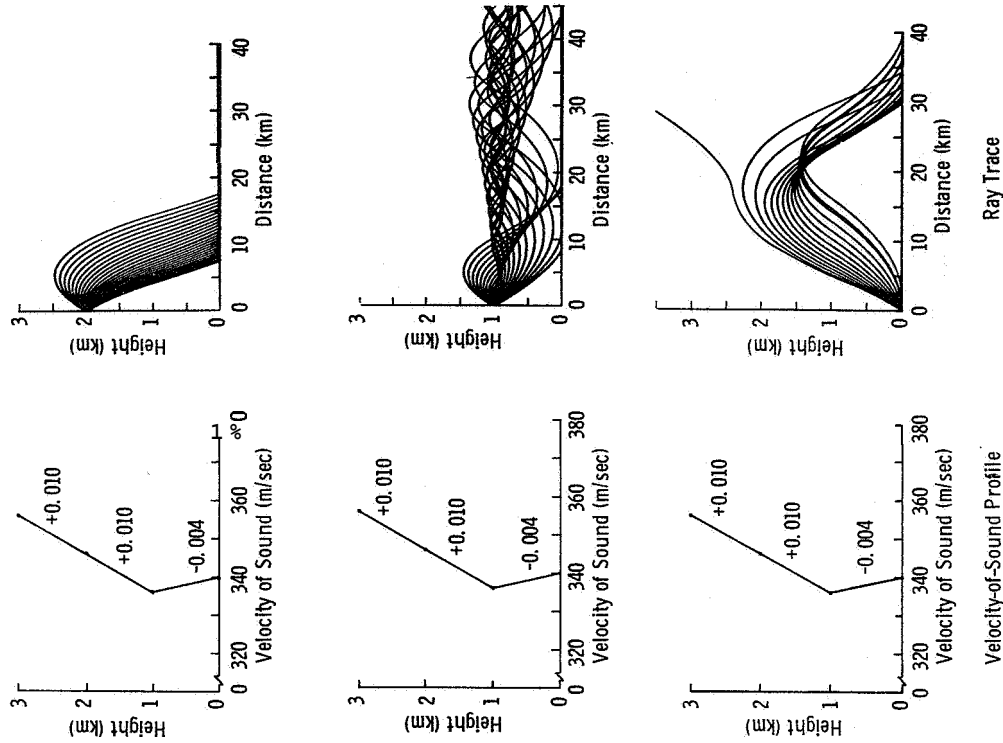 3
2
1
0
Height (km)
+0.010
+0.010
-0.004
0 320 340 360 1
%0
Velocity of Sound (m/sec)
3
2
1
0
Height (km)
0 10 20 30 40
Distance (km)
3
2
1
0
Height (km)
+0.010
+0.010
-0.004
0 320 340 360 380
Velocity of Sound (m/sec)
3
2
1
0
Height (km)
0 10 20 30 40
Distance (km)
3
2
1
0
Height (km)
+0.010
+0.010
-0.004
0 320 340 360 380
Velocity of Sound (m/sec)
3
2
1
0
Height (km)
0 10 20 30 40
Distance (km)
Velocity-of-Sound Profile
Ray Trace